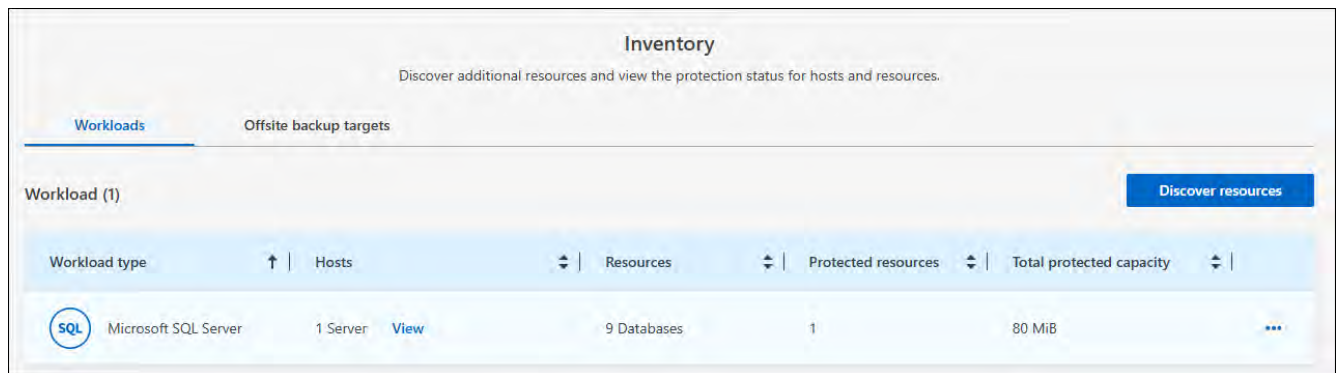 Inventory
Discover additional resources and view the protection status for hosts and resources.
Workloads Offsite backup targets
Workload (1) Discover resources
Workload type Hosts Resources Protected resources Total protected capacity
SQL Microsoft SQL Server 1 Server View 9 Databases 1 80 MiB